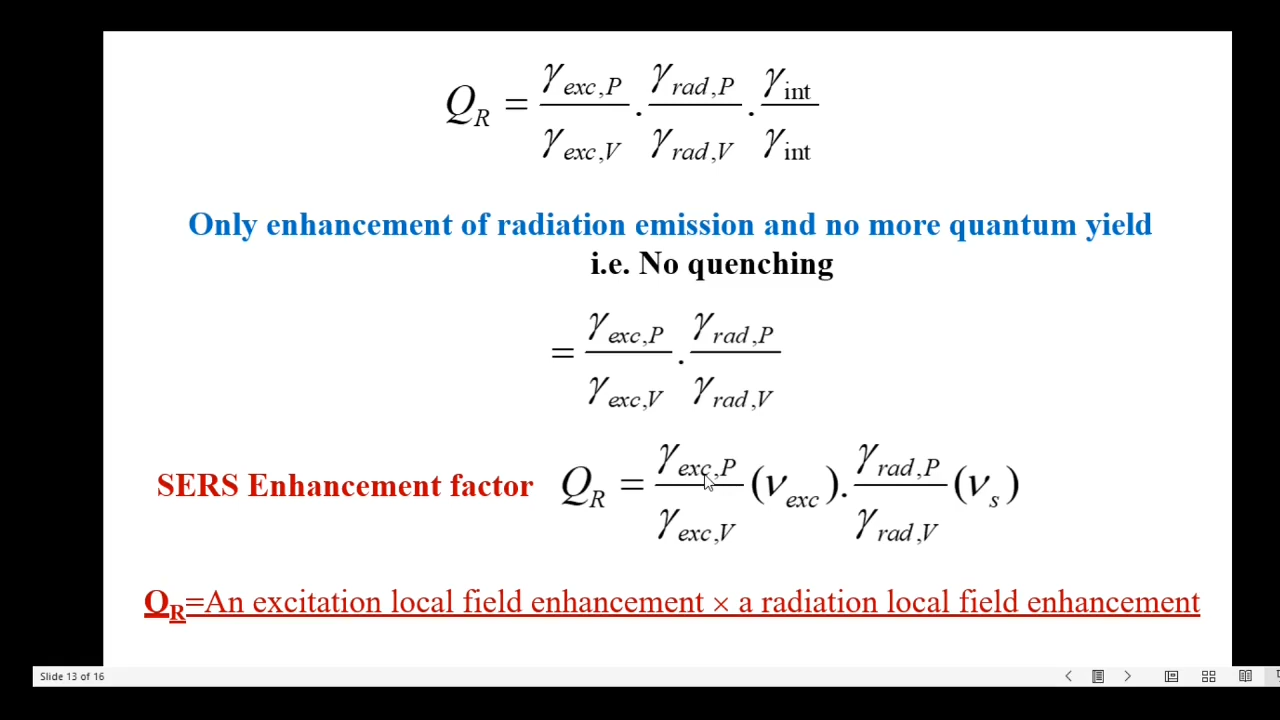 Q_R = γ_exc,P / γ_exc,V . γ_rad,P / γ_rad,V . γ_int / γ_int
Only enhancement of radiation emission and no more quantum yield
i.e. No quenching
= γ_exc,P / γ_exc,V . γ_rad,P / γ_rad,V
SERS Enhancement factor Q_R = γ_exc,P / γ_exc,V (ν_exc). γ_rad,P / γ_rad,V (ν_s)
Q_R=An excitation local field enhancement × a radiation local field enhancement
Slide 13 of 16